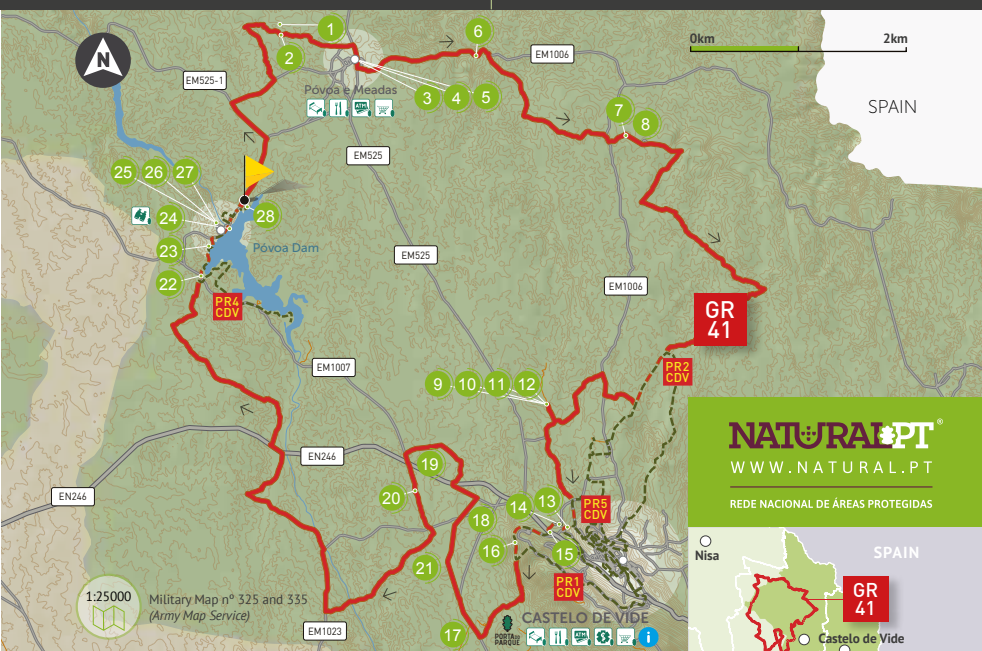 N
1
2
6
EM1006
0km
2km
SPAIN
EM525-1
Póvoa e Meadas
ATM
3
4
5
7
8
EM525
25
26
27
24
28
23
Póvoa Dam
EM525
22
PR4
CDV
EM1006
GR
41
PR2
CDV
EM1007
9
10
11
12
NATURAL.PT®
WWW.NATURAL.PT
REDE NACIONAL DE ÁREAS PROTEGIDAS
EN246
EN246
19
20
14
13
PR5
CDV
18
16
15
21
PR1
CDV
Nisa
SPAIN
GR
41
Castelo de Vide
1:25000
Military Map nº 325 and 335
(Army Map Service)
EM1023
17
PORTA DO
PARQUE
CASTELO DE VIDE
ATM
$
i